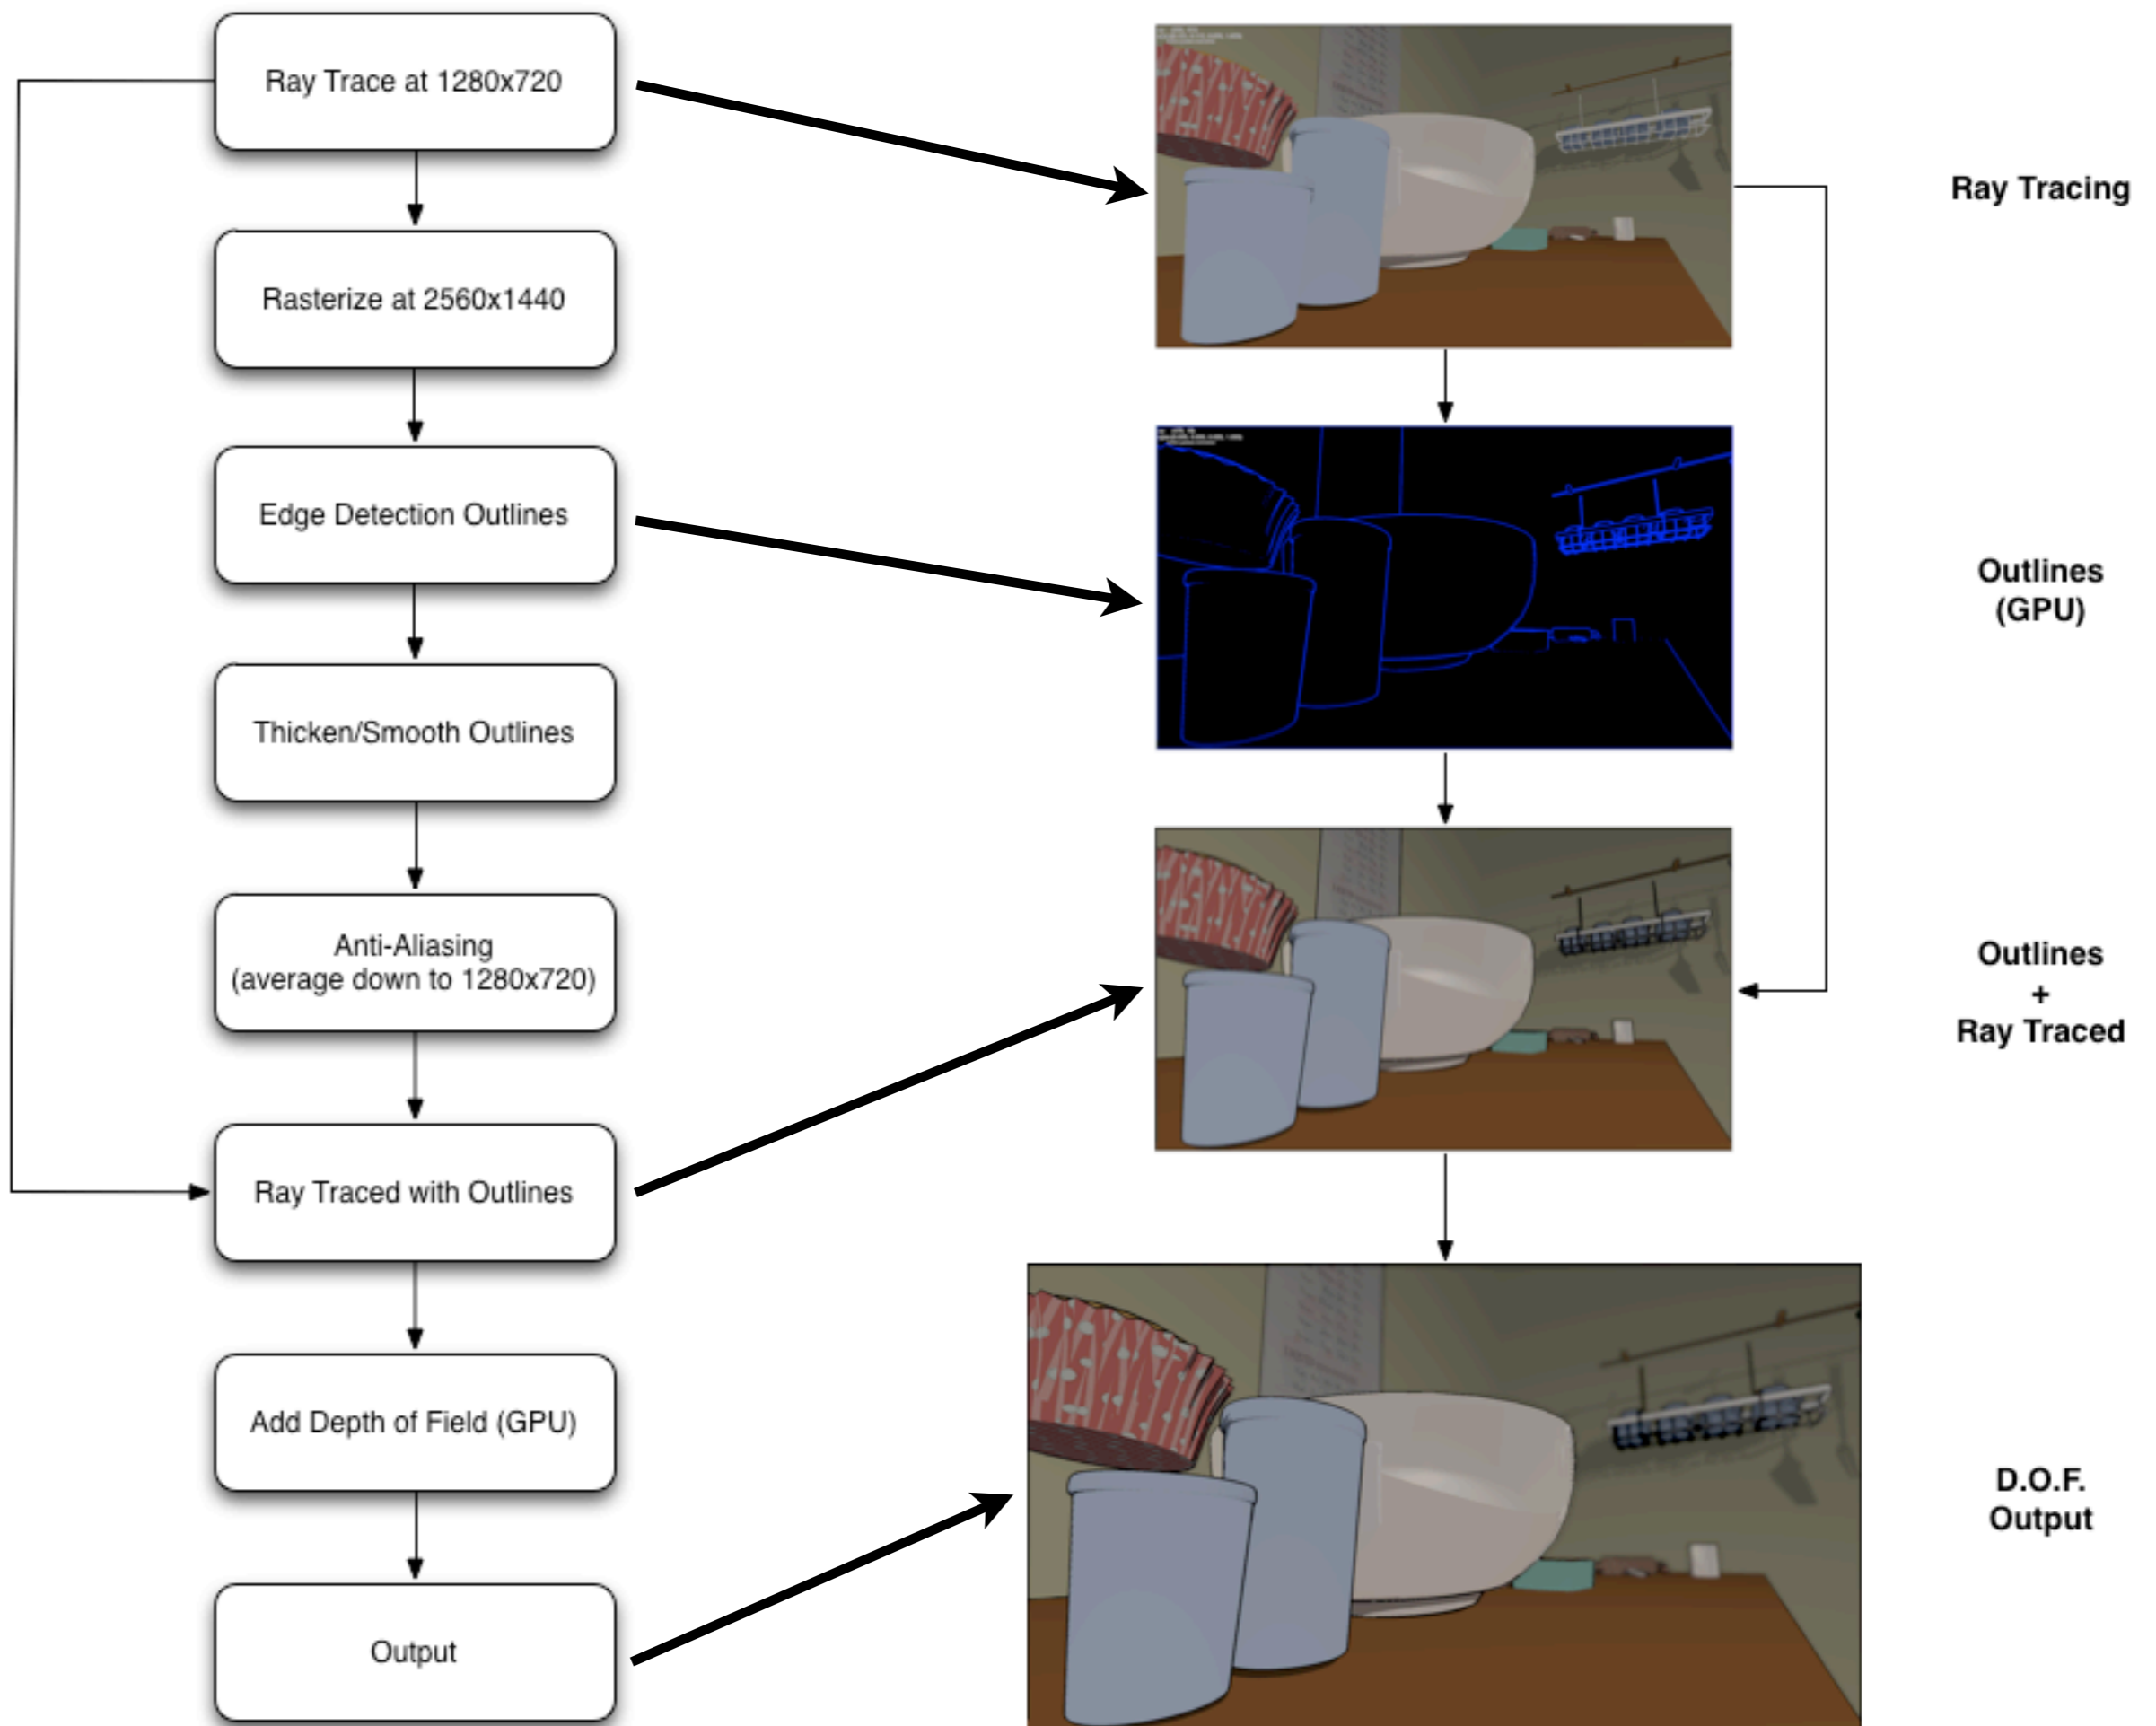 Ray Trace at 1280x720
Rasterize at 2560x1440
Edge Detection Outlines
Thicken/Smooth Outlines
Anti-Aliasing
(average down to 1280x720)
Ray Traced with Outlines
Add Depth of Field (GPU)
Output
Ray Tracing
Outlines
(GPU)
Outlines
+
Ray Traced
D.O.F.
Output